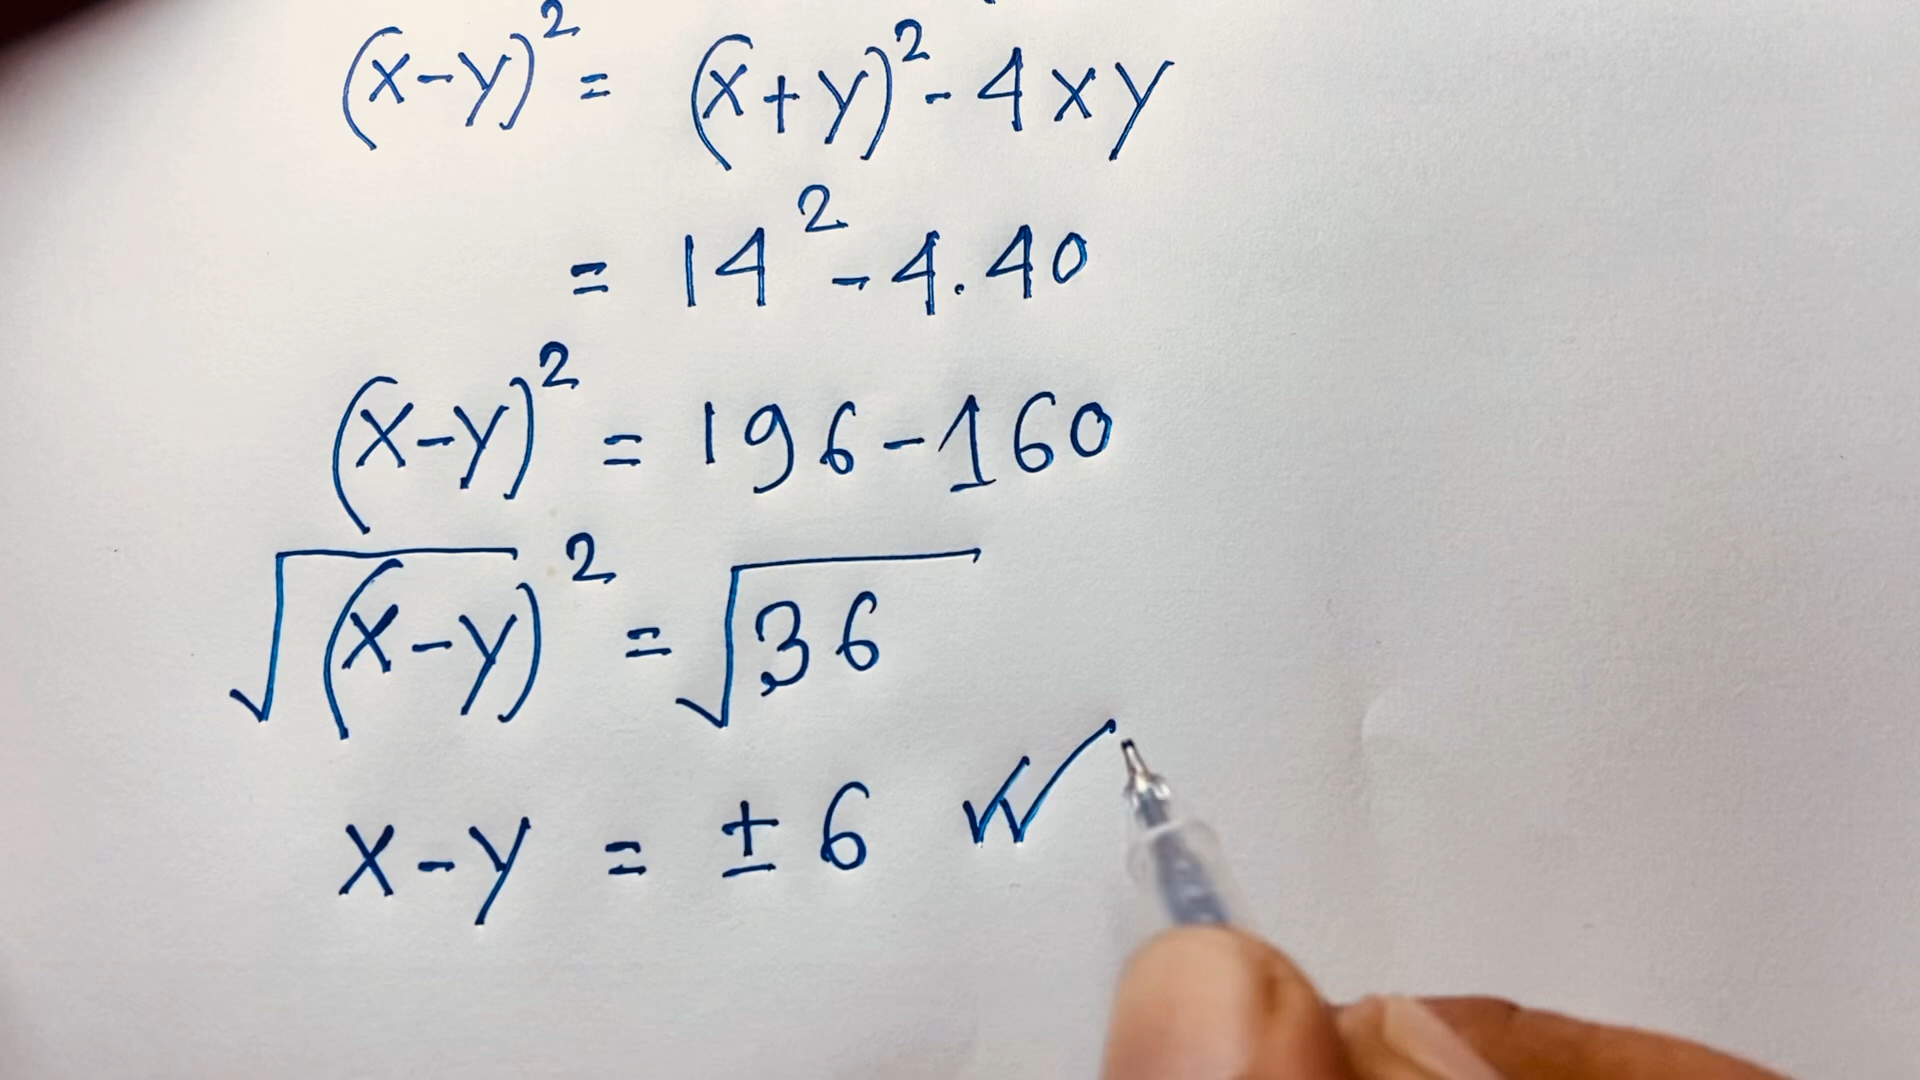 (x-y)² = (x+y)² - 4xy
= 14² - 4.40
(x-y)² = 196-160
√(x-y)² = √36
x-y = ± 6